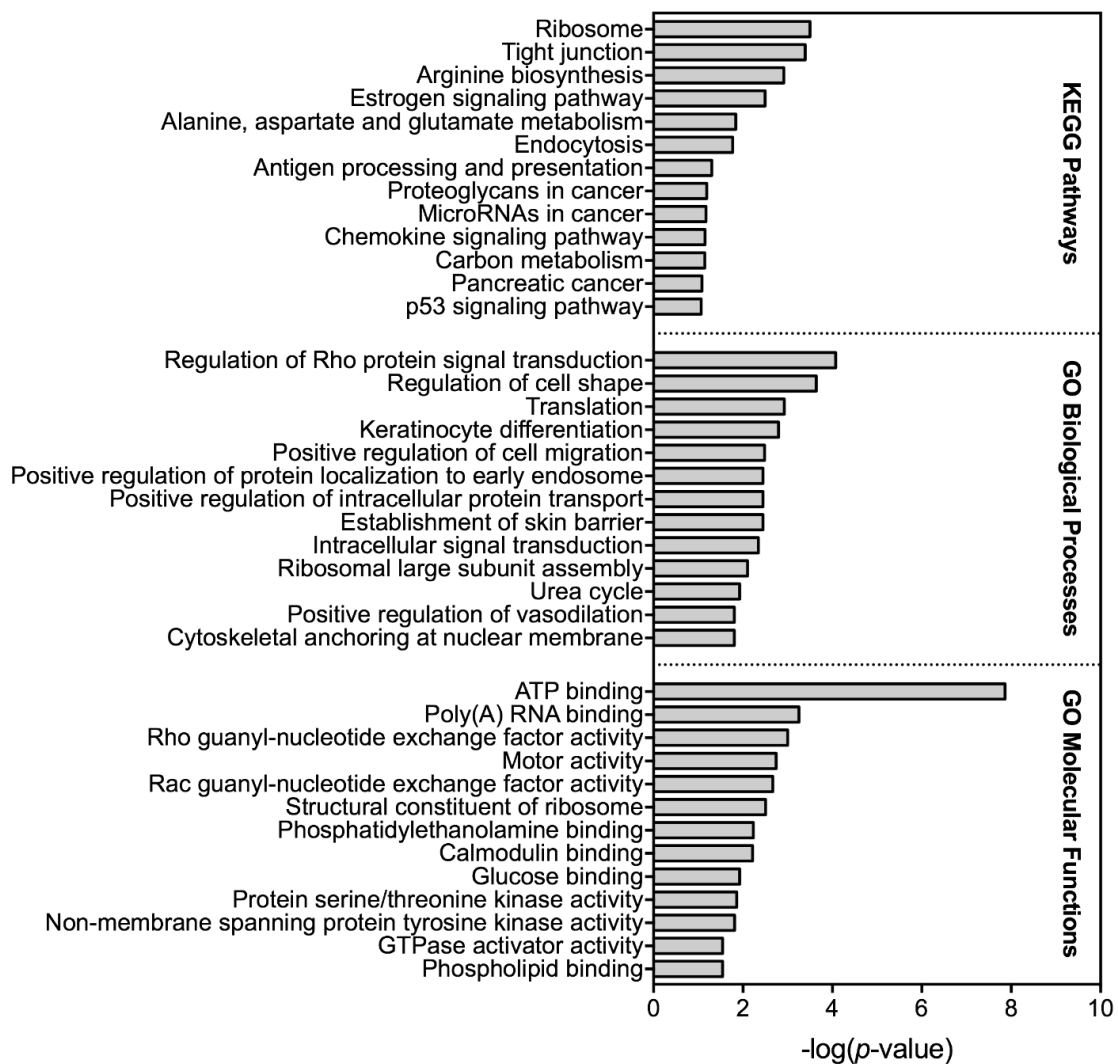 Ribosome
Tight junction
Arginine biosynthesis
Estrogen signaling pathway
Alanine, aspartate and glutamate metabolism
Endocytosis
Antigen processing and presentation
Proteoglycans in cancer
MicroRNAs in cancer
Chemokine signaling pathway
Carbon metabolism
Pancreatic cancer
p53 signaling pathway
KEGG Pathways
Regulation of Rho protein signal transduction
Regulation of cell shape
Translation
Keratinocyte differentiation
Positive regulation of cell migration
Positive regulation of protein localization to early endosome
Positive regulation of intracellular protein transport
Establishment of skin barrier
Intracellular signal transduction
Ribosomal large subunit assembly
Urea cycle
Positive regulation of vasodilation
Cytoskeletal anchoring at nuclear membrane
GO Biological Processes
ATP binding
Poly(A) RNA binding
Rho guanyl-nucleotide exchange factor activity
Motor activity
Rac guanyl-nucleotide exchange factor activity
Structural constituent of ribosome
Phosphatidylethanolamine binding
Calmodulin binding
Glucose binding
Protein serine/threonine kinase activity
Non-membrane spanning protein tyrosine kinase activity
GTPase activator activity
Phospholipid binding
GO Molecular Functions
0 2 4 6 8 10
-log(p-value)